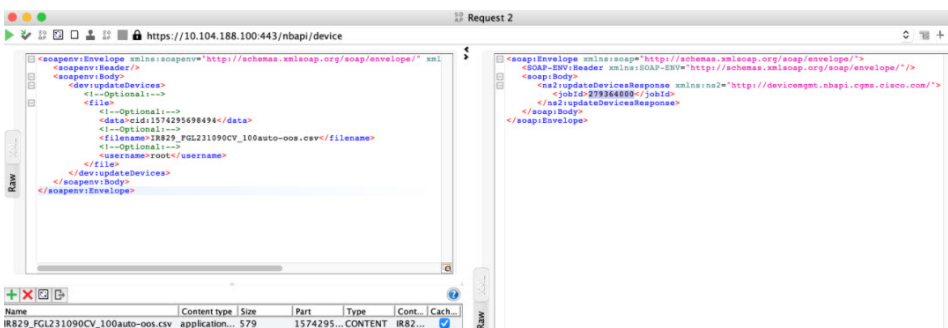 Request 2
https://10.104.188.100:443/nbapi/device
<soapenv:Envelope xmlns:soapenv="http://schemas.xmlsoap.org/soap/envelope/" xml
<soapenv:Header/>
<soapenv:Body>
<dev:updateDevices>
<!--Optional:-->
<file>
<!--Optional:-->
<data>cid:1574295698494</data>
<!--Optional:-->
<filename>IR829_FGL231090CV_100auto-oos.csv</filename>
<!--Optional:-->
<username>root</username>
</file>
</dev:updateDevices>
</soapenv:Body>
</soapenv:Envelope>
Raw
Name Content type Size Part Type Cont... Cach...
IR829_FGL231090CV_100auto-oos.csv application... 579 1574295... CONTENT IR82...
<soap:Envelope xmlns:soap="http://schemas.xmlsoap.org/soap/envelope/">
<SOAP-ENV:Header xmlns:SOAP-ENV="http://schemas.xmlsoap.org/soap/envelope/"/>
<soap:Body>
<ns2:updateDevicesResponse xmlns:ns2="http://devicemgmt.nbapi.cgms.cisco.com/">
<jobId>279364000</jobId>
</ns2:updateDevicesResponse>
</soap:Body>
</soap:Envelope>
Raw